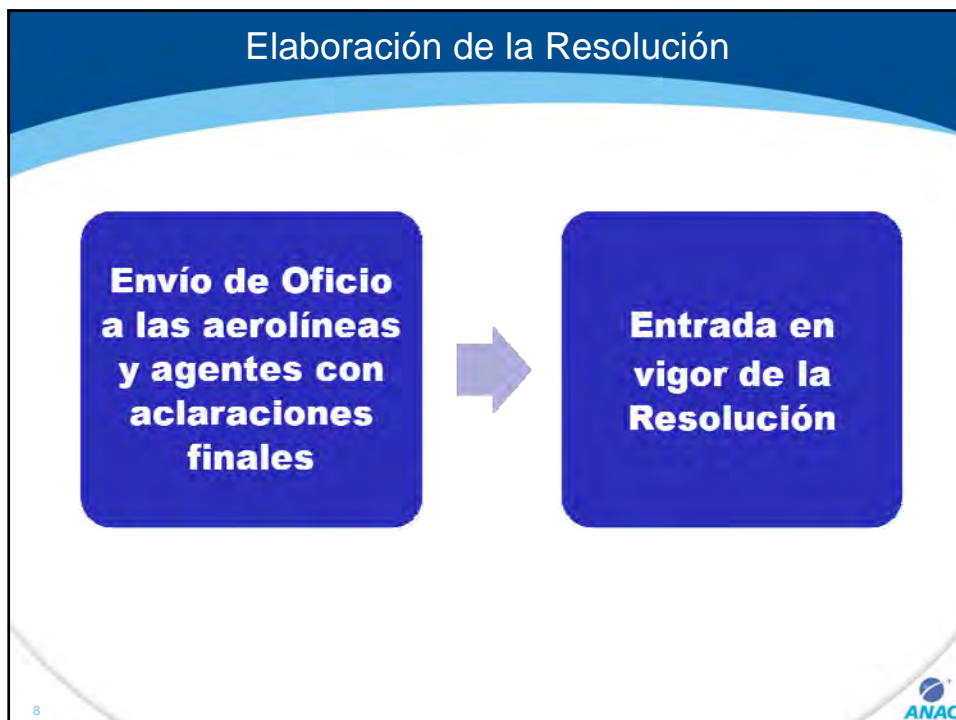 Elaboración de la Resolución
Envío de Oficio
a las aerolíneas
y agentes con
aclaraciones
finales
Entrada en
vigor de la
Resolución
8
ANAC